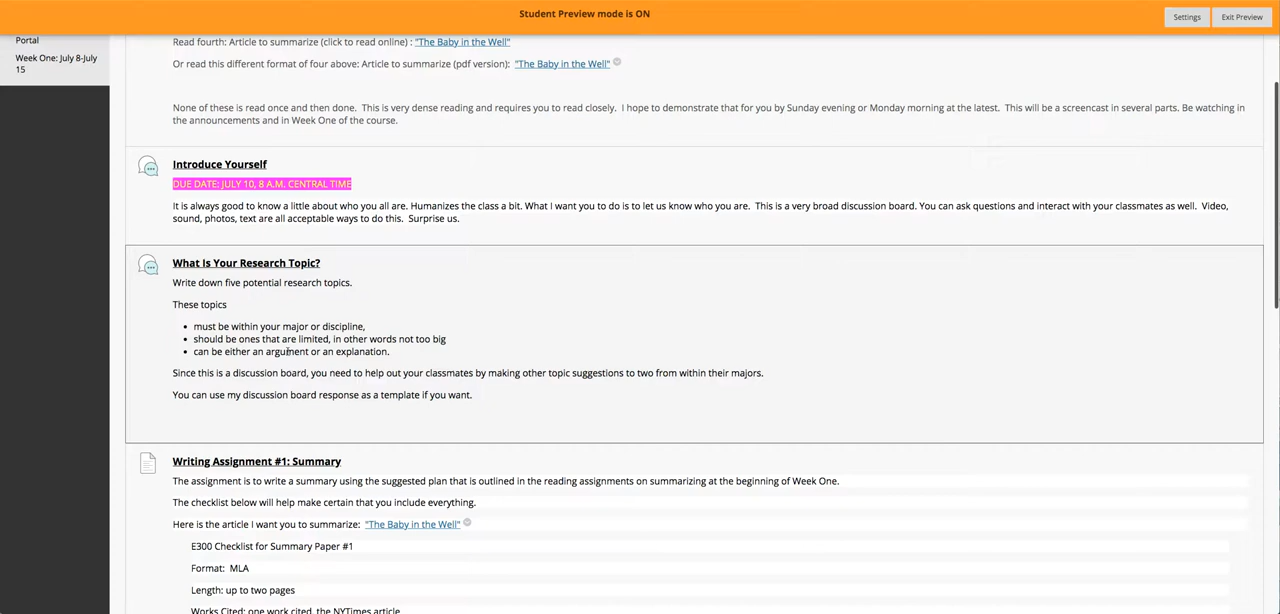 Student Preview mode is ON
Settings
Exit Preview
Portal
Week One: July 8-July
15
Read fourth: Article to summarize (click to read online) : "The Baby in the Well"
Or read this different format of four above: Article to summarize (pdf version): "The Baby in the Well"
None of these is read once and then done. This is very dense reading and requires you to read closely. I hope to demonstrate that for you by Sunday evening or Monday morning at the latest. This will be a screencast in several parts. Be watching in
the announcements and in Week One of the course.
Introduce Yourself
DUE DATE: JULY 10, 8 A.M. CENTRAL TIME
It is always good to know a little about who you all are. Humanizes the class a bit. What I want you to do is to let us know who you are. This is a very broad discussion board. You can ask questions and interact with your classmates as well. Video,
sound, photos, text are all acceptable ways to do this. Surprise us.
What Is Your Research Topic?
Write down five potential research topics.
These topics
• must be within your major or discipline,
• should be ones that are limited, in other words not too big
• can be either an argument or an explanation.
Since this is a discussion board, you need to help out your classmates by making other topic suggestions to two from within their majors.
You can use my discussion board response as a template if you want.
Writing Assignment #1: Summary
The assignment is to write a summary using the suggested plan that is outlined in the reading assignments on summarizing at the beginning of Week One.
The checklist below will help make certain that you include everything.
Here is the article I want you to summarize: "The Baby in the Well"
E300 Checklist for Summary Paper #1
Format: MLA
Length: up to two pages
Works Cited: one work cited, the NYTimes article